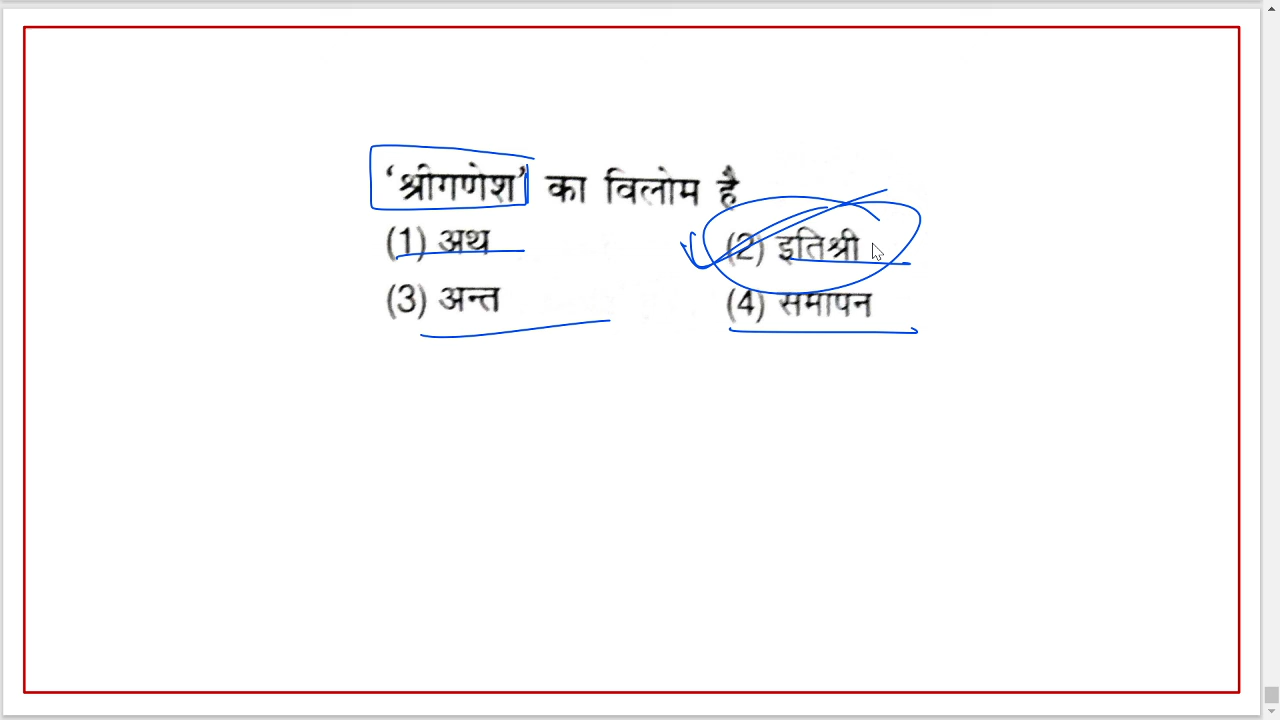 'श्रीगणेश' का विलोम है
(1) अथ (2) इतिश्री
(3) अन्त (4) समापन